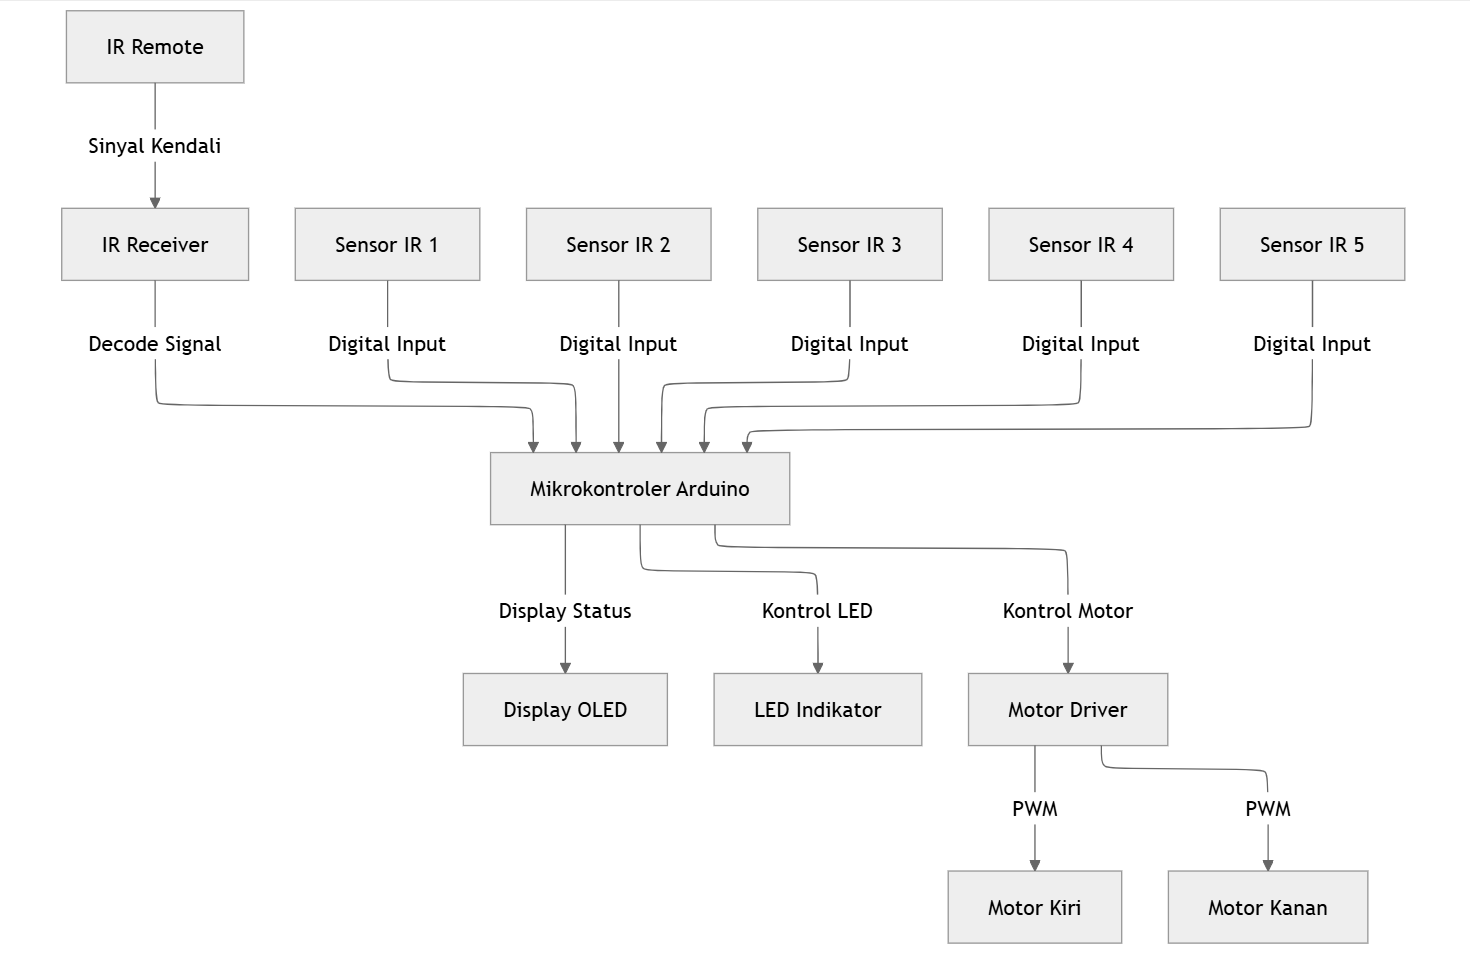 IR Remote
Sinyal Kendali
IR Receiver
Sensor IR 1
Sensor IR 2
Sensor IR 3
Sensor IR 4
Sensor IR 5
Decode Signal
Digital Input
Digital Input
Digital Input
Digital Input
Digital Input
Mikrokontroler Arduino
Display Status
Kontrol LED
Kontrol Motor
Display OLED
LED Indikator
Motor Driver
PWM
PWM
Motor Kiri
Motor Kanan